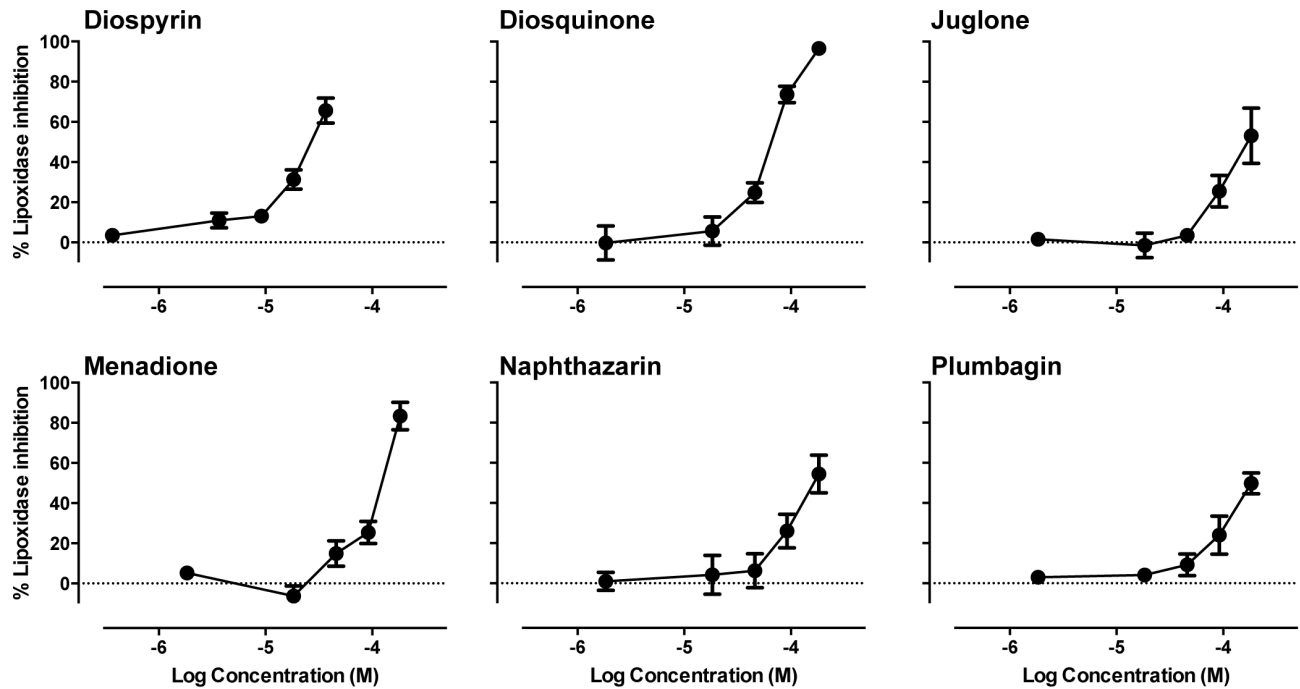 Diospyrin
Diosquinone
Juglone
% Lipoxidase inhibition
100
80
60
40
20
0
-6
-5
-4
-6
-5
-4
-6
-5
-4
Menadione
Naphthazarin
Plumbagin
% Lipoxidase inhibition
100
80
60
40
20
0
-6
-5
-4
-6
-5
-4
-6
-5
-4
Log Concentration (M)
Log Concentration (M)
Log Concentration (M)